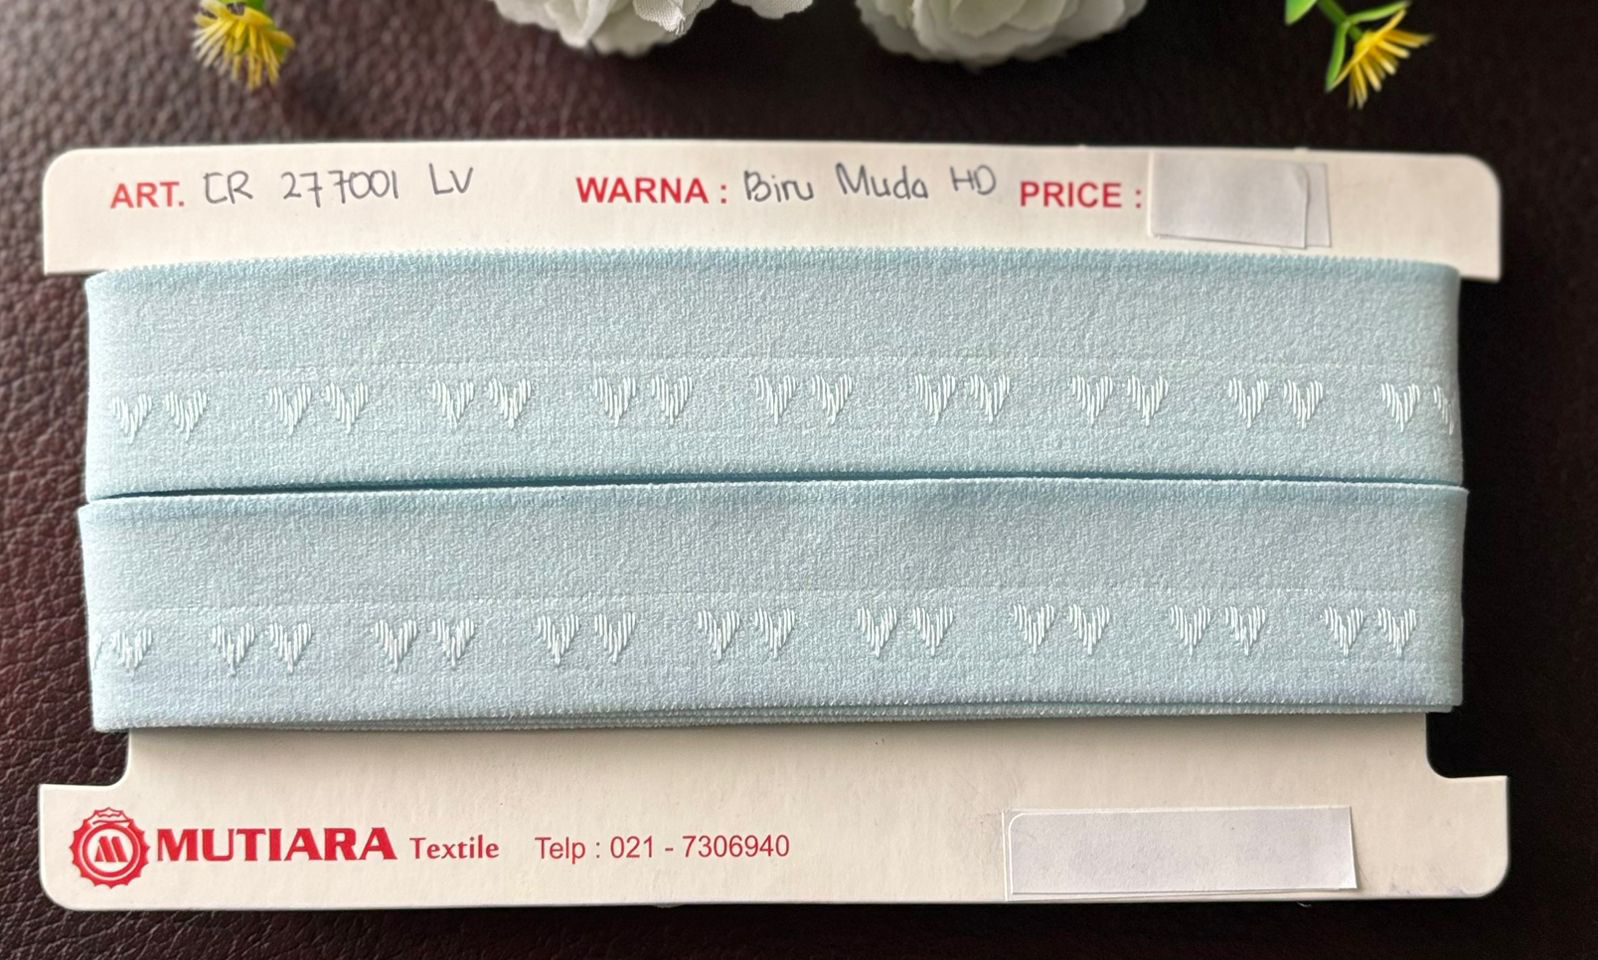 ART. CR 277001 LV WARNA : Biru Muda HD PRICE :
MUTIARA Textile Telp : 021 - 7306940